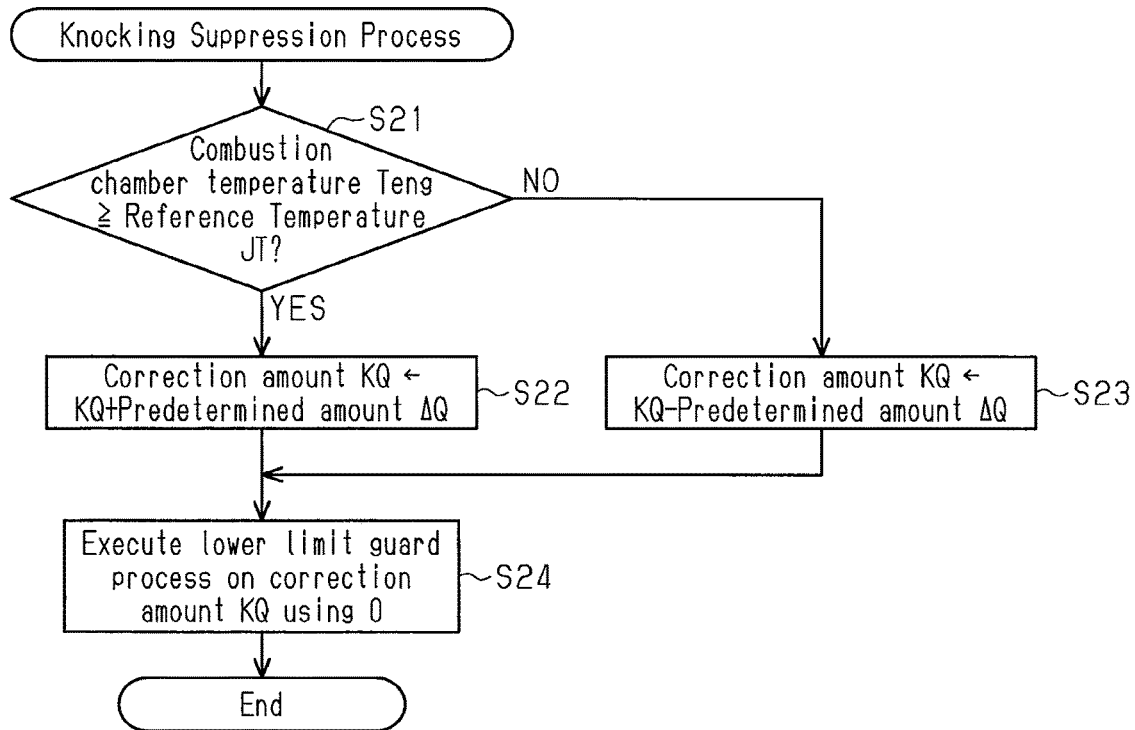 Knocking Suppression Process
S21
Combustion
chamber temperature Teng
≧ Reference Temperature
JT?
NO
YES
Correction amount KQ ←
KQ+Predetermined amount ΔQ
S22
Correction amount KQ ←
KQ−Predetermined amount ΔQ
S23
Execute lower limit guard
process on correction
amount KQ using 0
S24
End